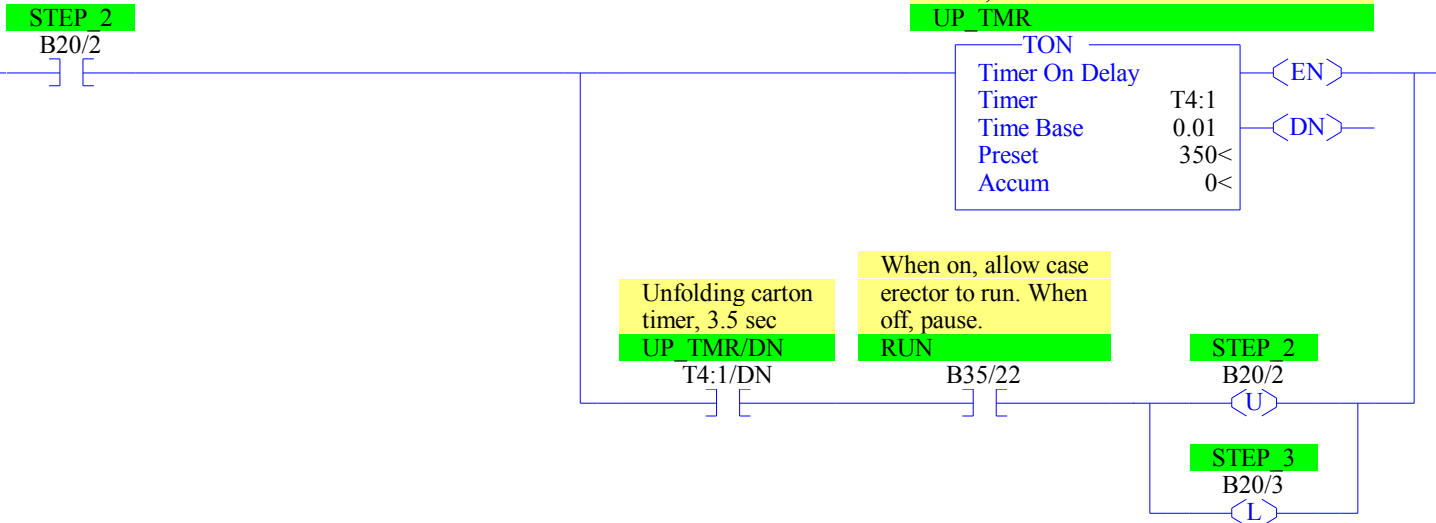 STEP_2
B20/2
UP_TMR
TON
Timer On Delay
Timer T4:1
Time Base 0.01
Preset 350<
Accum 0<
EN
DN
Unfolding carton
timer, 3.5 sec
UP_TMR/DN
T4:1/DN
When on, allow case
erector to run. When
off, pause.
RUN
B35/22
STEP_2
B20/2
U
STEP_3
B20/3
L